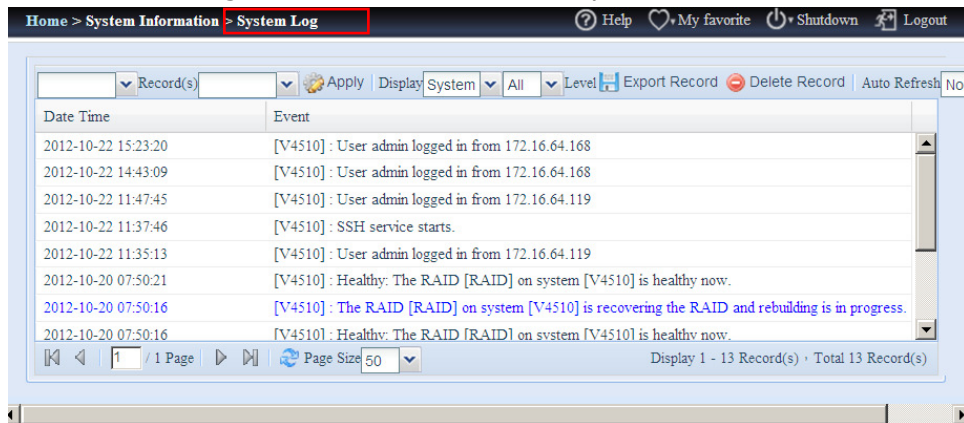 Home > System Information > System Log Help My favorite Shutdown Logout
Record(s) Apply Display System All Level Export Record Delete Record Auto Refresh No
Date Time Event
2012-10-22 15:23:20 [V4510] : User admin logged in from 172.16.64.168
2012-10-22 14:43:09 [V4510] : User admin logged in from 172.16.64.168
2012-10-22 11:47:45 [V4510] : User admin logged in from 172.16.64.119
2012-10-22 11:37:46 [V4510] : SSH service starts.
2012-10-22 11:35:13 [V4510] : User admin logged in from 172.16.64.119
2012-10-20 07:50:21 [V4510] : Healthy: The RAID [RAID] on system [V4510] is healthy now.
2012-10-20 07:50:16 [V4510] : The RAID [RAID] on system [V4510] is recovering the RAID and rebuilding is in progress.
2012-10-20 07:50:16 [V4510] : Healthy: The RAID [RAID] on system [V4510] is healthy now.
1 / 1 Page Page Size 50 Display 1 - 13 Record(s) , Total 13 Record(s)